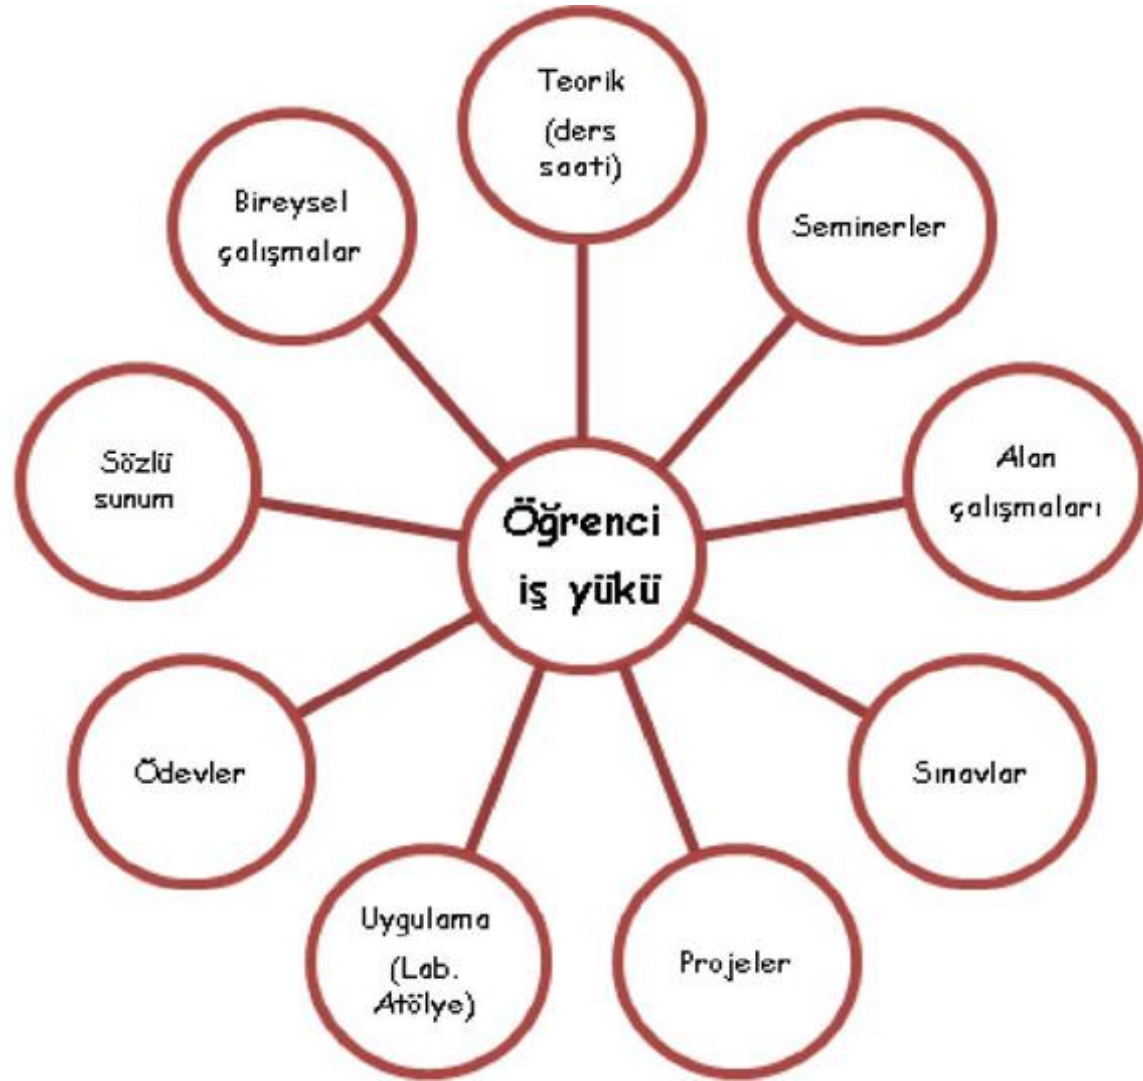 Teorik
(ders
saati)
Seminerler
Alan
çalışmaları
Sınavlar
Projeler
Uygulama
(Lab.
Atölye)
Ödevler
Sözlü
sunum
Bireysel
çalışmalar
Öğrenci
iş yükü